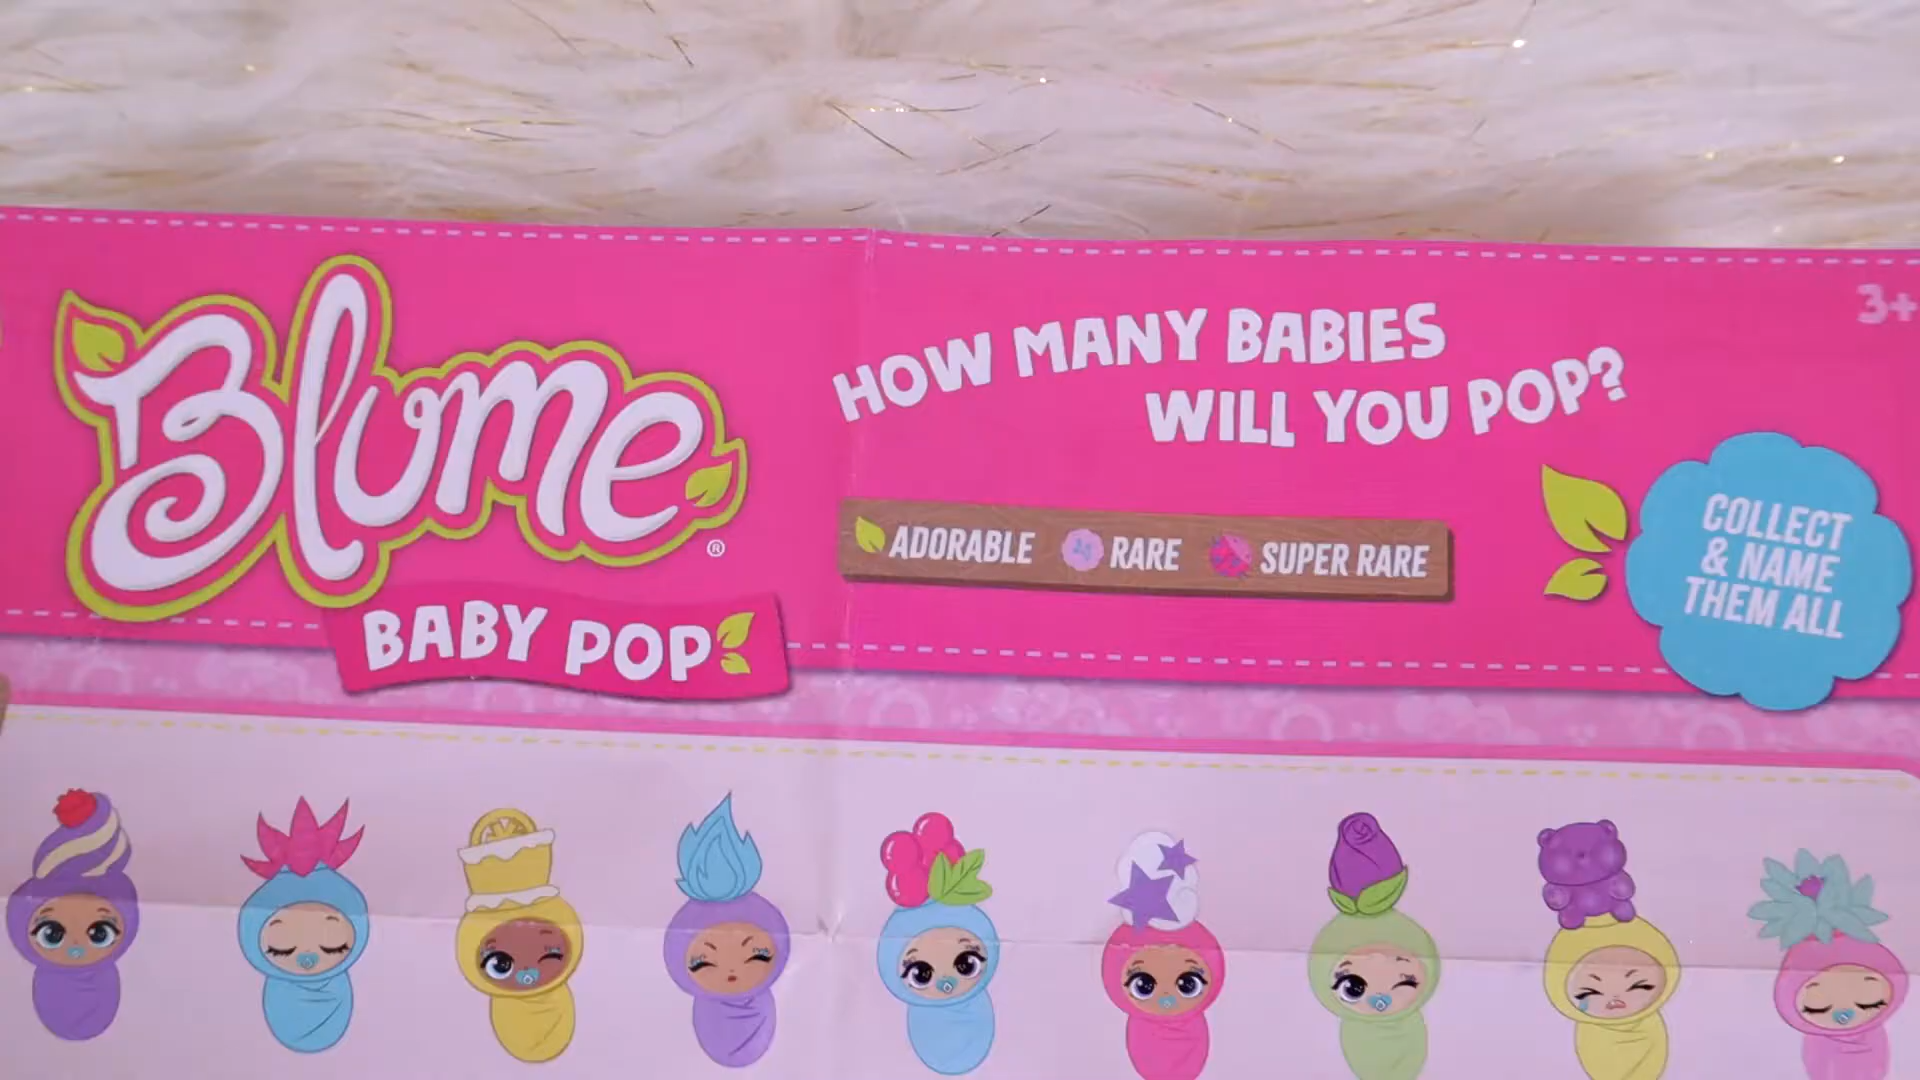 Blume®
BABY POP
HOW MANY BABIES
WILL YOU POP?
ADORABLE RARE SUPER RARE
3+
COLLECT
& NAME
THEM ALL